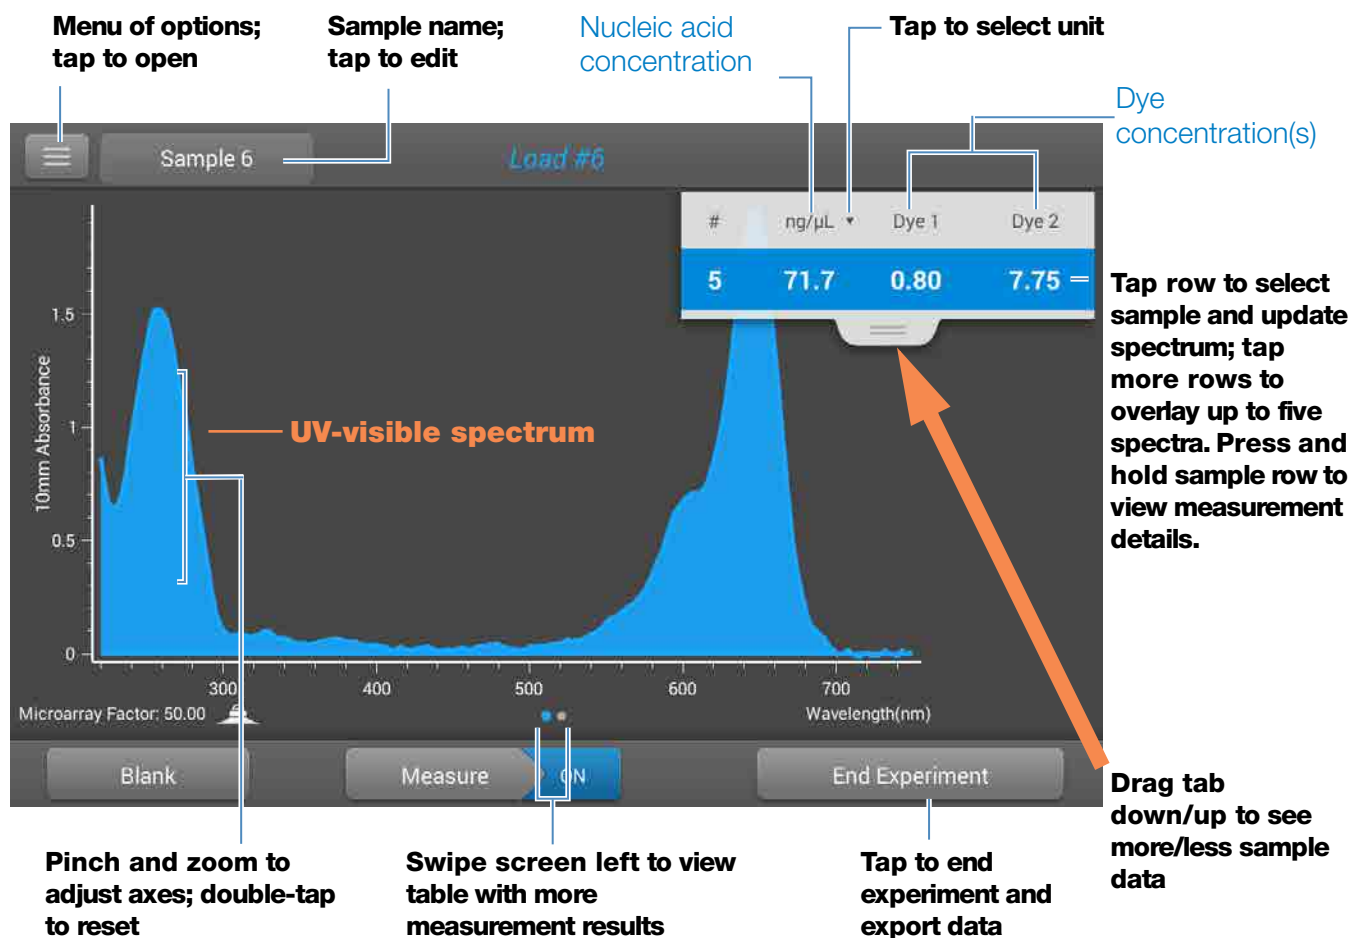 Menu of options;
tap to open
Sample name;
tap to edit
Nucleic acid
concentration
Tap to select unit
Dye
concentration(s)
Sample 6
Load #6
# ng/µL Dye 1 Dye 2
5 71.7 0.80 7.75
Tap row to select
sample and update
spectrum; tap
more rows to
overlay up to five
spectra. Press and
hold sample row to
view measurement
details.
10mm Absorbance
1.5
1
0.5
0
UV-visible spectrum
300 400 500 600 700
Microarray Factor: 50.00
Wavelength(nm)
Blank
Measure
ON
End Experiment
Drag tab
down/up to see
more/less sample
data
Pinch and zoom to
adjust axes; double-tap
to reset
Swipe screen left to view
table with more
measurement results
Tap to end
experiment and
export data